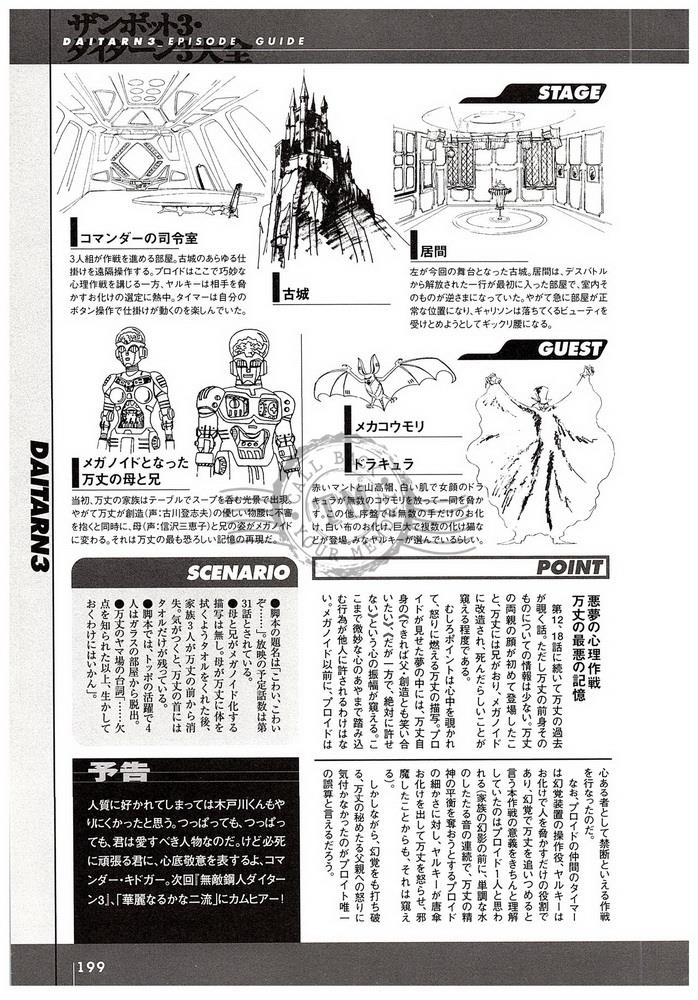 ザンボット3・
ダイターン3大全
DAITARN3_EPISODE GUIDE
STAGE
コマンダーの司令室
3人組が作戦を進める部屋。古城のあらゆる仕
掛けを遠隔操作する。プロイドはここで巧妙な
心理作戦を講じる一方、ヤルキーは相手を脅
かすお化けの選定に熱中。タイマーは自分の
ボタン操作で仕掛けが動くのを楽しんでいた。
古城
居間
左が今回の舞台となった古城。居間は、デスバトル
から解放された一行が最初に入った部屋で、室内そ
のものが逆さまになっていた。やがて急に部屋が正
常な位置になり、ギャリソンは落ちてくるビューティを
受けとめようとしてギックリ腰になる。
GUEST
メガノイドとなった
万丈の母と兄
当初、万丈の家族はテーブルでスープを呑む光景で出現。
やがて万丈が創造(声:古川登志夫)の優しい物腰に不審
を抱くと同時に、母(声:信沢三恵子)と兄の姿がメガノイド
に変わる。それは万丈の最も恐ろしい記憶の再現だ。
メカコウモリ
ドラキュラ
赤いマントと山高帽、白い肌で女顔のドラ
キュラが無数のコウモリを放って一同を脅
かす。この他、序盤では無数の手だけのお化
け、白い布のお化け、巨大で複数の化け猫な
どが登場。みなヤルキーが選んでいるらしい。
DAITARN3
SCENARIO
●脚本の題名は「こわい、こわい
ぞ……」。放映の予定話数は第
31話とされている。
●母と兄がメガノイド化する
描写は無し。母が万丈に体を
拭くようタオルをくれた後、
家族3人が万丈の前から消
失。気がつくと、万丈の首には
タオルだけが残っている。
●脚本では、トッポの活躍で4
人はガラスの部屋から脱出。
●万丈のヤマ場の台詞「……欠
点を知られた以上、生かして
おくわけにはいかん」。
POINT
悪夢の心理作戦
万丈の最悪の記憶
第12、18話に続いて万丈の過去
が覗く話。ただし万丈の前身その
ものについての情報は少ない。万丈
の両親の顔が初めて登場したこ
と、万丈には兄がおり、メガノイド
に改造され、死んだらしいことが
窺える程度である。
むしろポイントは心中を覗かれ
て、怒りに燃える万丈の描写。プロ
イドが見せた夢の中には、万丈自
身の《できれば父・創造とも笑い合
いたい》、《だが一方で、絶対に許せ
ない》という心の振幅が窺える。こ
こまで微妙な心のあやまで踏み込
む行為が他人に許されるわけはな
い。メガノイド以前に、プロイドは
心ある者として禁断といえる作戦
を行なったのだ。
なお、プロイドの仲間のタイマー
は幻覚装置の操作役、ヤルキーは
お化けで人を脅かすだけの役割で
あり、幻覚で万丈を追いつめると
言う本作戦の意義をきちんと理解
していたのはプロイド1人と思わ
れる(家族の幻影の前に、単調な水
のしたたる音の連続で、万丈の精
神の平衡を奪おうとするプロイド
の細かさに対し、ヤルキーが唐傘
お化けを出して万丈を怒らせ、邪
魔したことからも、それは窺え
る)。
しかしながら、幻覚をも打ち破
る、万丈の秘めたる父親への怒りに
気付かなかったのがプロイト唯一
の誤算と言えるだろう。
予告
人質に好かれてしまっては木戸川くんもや
りにくかったと思う。つっぱっても、つっぱっ
ても、君は愛すべき人物なのだ。けど必死
に頑張る君に、心底敬意を表するよ、コマ
ンダー・キドガー。次回『無敵鋼人ダイター
ン3』、「華麗なるかな二流」にカムヒアー!
199